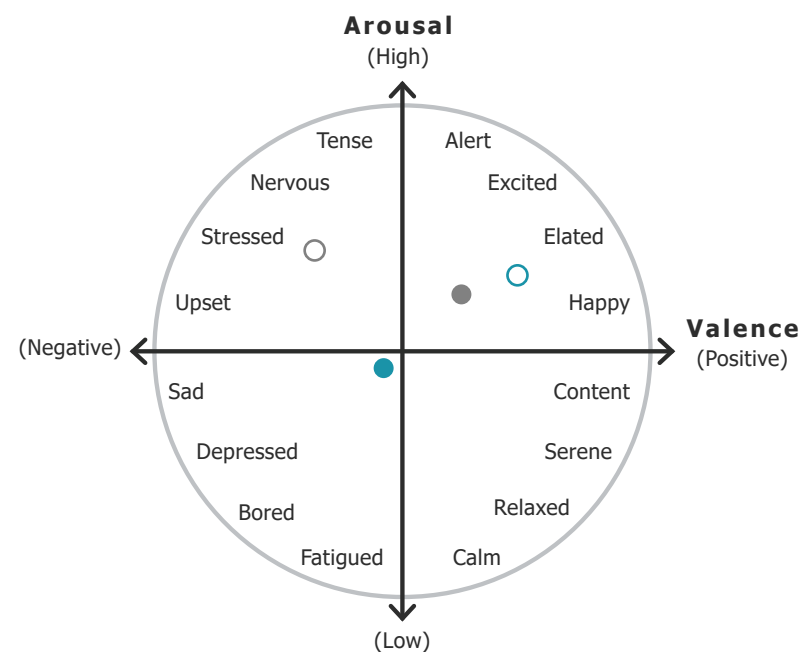 Arousal
(High)
Tense
Alert
Nervous
Excited
Stressed
Elated
Upset
Happy
(Negative)
Valence
(Positive)
Sad
Content
Depressed
Serene
Bored
Relaxed
Fatigued
Calm
(Low)